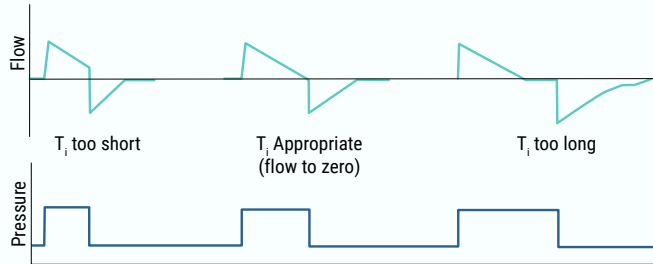 Flow
Tᵢ too short
Tᵢ Appropriate
(flow to zero)
Tᵢ too long
Pressure